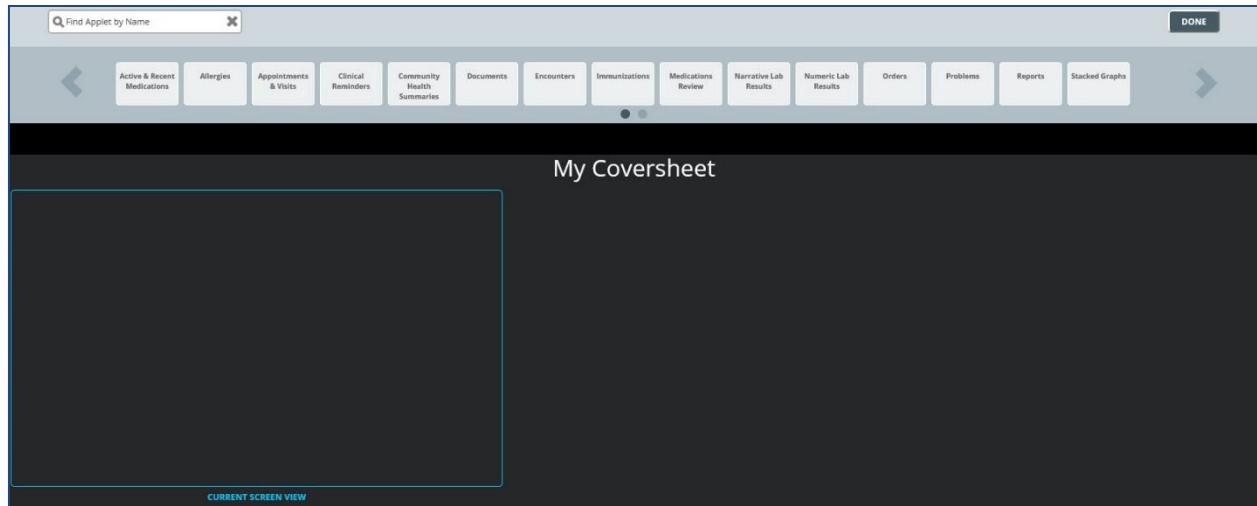 Find Applet by Name
DONE
Active & Recent
Medications
Allergies
Appointments
& Visits
Clinical
Reminders
Community
Health
Summaries
Documents
Encounters
Immunizations
Medications
Review
Narrative Lab
Results
Numeric Lab
Results
Orders
Problems
Reports
Stacked Graphs
My Coversheet
CURRENT SCREEN VIEW